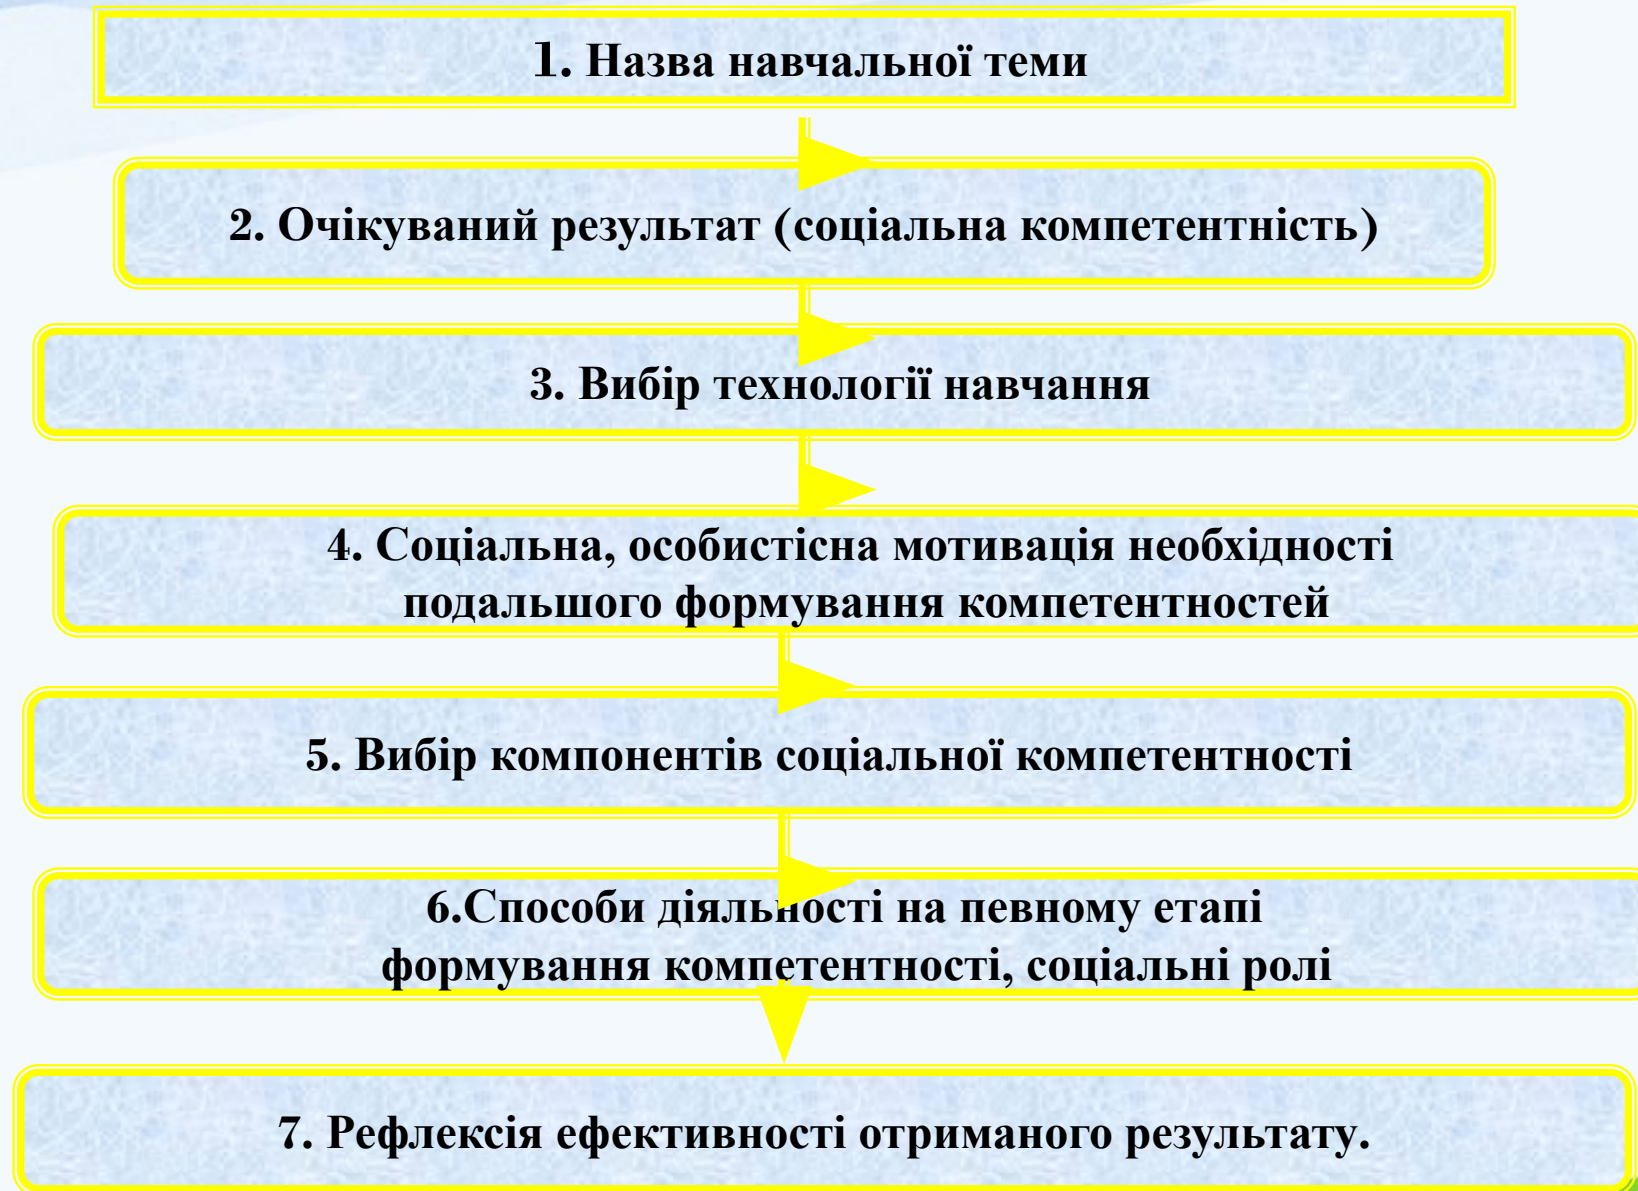 1. Назва навчальної теми
2. Очікуваний результат (соціальна компетентність)
3. Вибір технології навчання
4. Соціальна, особистісна мотивація необхідності
подальшого формування компетентностей
5. Вибір компонентів соціальної компетентності
6.Способи діяльності на певному етапі
формування компетентності, соціальні ролі
7. Рефлексія ефективності отриманого результату.